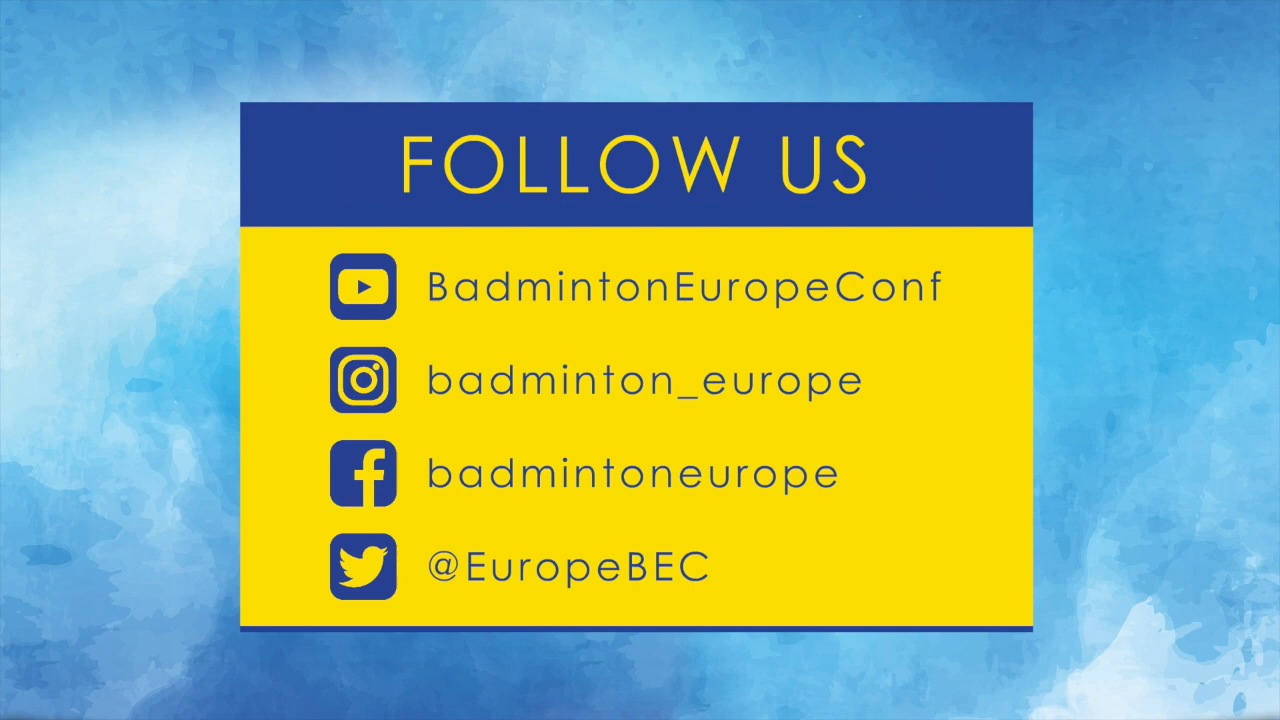 FOLLOW US
BadmintonEuropeConf
badminton_europe
badmintoneurope
@EuropeBEC